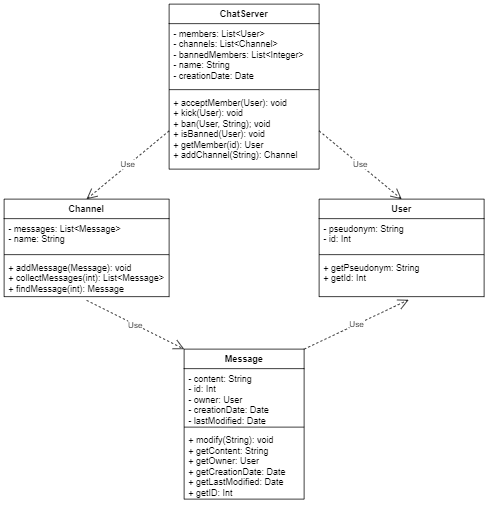 ChatServer
- members: List<User>
- channels: List<Channel>
- bannedMembers: List<Integer>
- name: String
- creationDate: Date
+ acceptMember(User): void
+ kick(User): void
+ ban(User, String); void
+ isBanned(User): void
+ getMember(id): User
+ addChannel(String): Channel
Use
Use
Channel
- messages: List<Message>
- name: String
+ addMessage(Message): void
+ collectMessages(int): List<Message>
+ findMessage(int): Message
User
- pseudonym: String
- id: Int
+ getPseudonym: String
+ getId: Int
Use
Use
Message
- content: String
- id: Int
- owner: User
- creationDate: Date
- lastModified: Date
+ modify(String): void
+ getContent: String
+ getOwner: User
+ getCreationDate: Date
+ getLastModified: Date
+ getID: Int